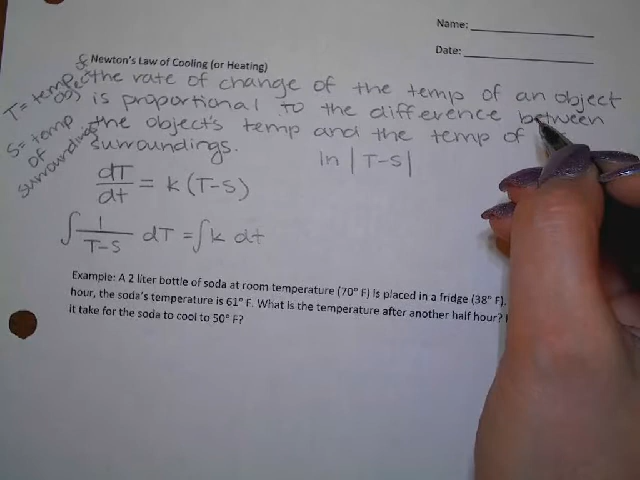 Name:
Date:
Newton's Law of Cooling (or Heating)
T = temp of object
S = temp of surroundings
the rate of change of the temp of an object
is proportional to the difference between
the object's temp and the temp of
surroundings.
dT/dt = k (T-S)
ln |T-S|
∫ 1/(T-S) dT = ∫ k dt
Example: A 2 liter bottle of soda at room temperature (70° F) is placed in a fridge (38° F).
hour, the soda's temperature is 61° F. What is the temperature after another half hour?
it take for the soda to cool to 50° F?